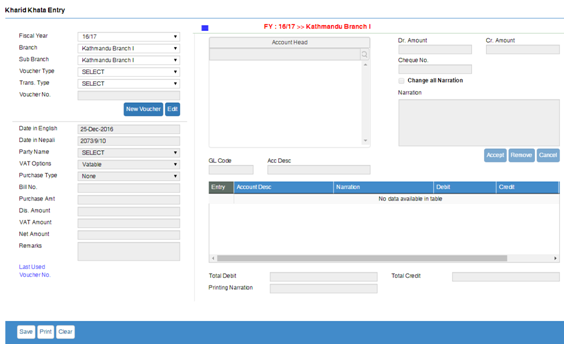 Kharid Khata Entry
FY : 16/17 >> Kathmandu Branch I
Fiscal Year 16/17
Branch Kathmandu Branch I
Sub Branch Kathmandu Branch I
Voucher Type SELECT
Trans. Type SELECT
Voucher No.
New Voucher Edit
Date in English 25-Dec-2016
Date in Nepali 2073/9/10
Party Name SELECT
VAT Options Vatable
Purchase Type None
Bill No.
Purchase Amt
Dis. Amount
VAT Amount
Net Amount
Remarks
Last Used
Voucher No.
Account Head
Dr. Amount Cr. Amount
Cheque No.
Change all Narration
Narration
Accept Remove Cancel
GL Code Acc Desc
Entry Account Desc Narration Debit Credit
No data available in table
Total Debit Total Credit
Printing Narration
Save Print Clear